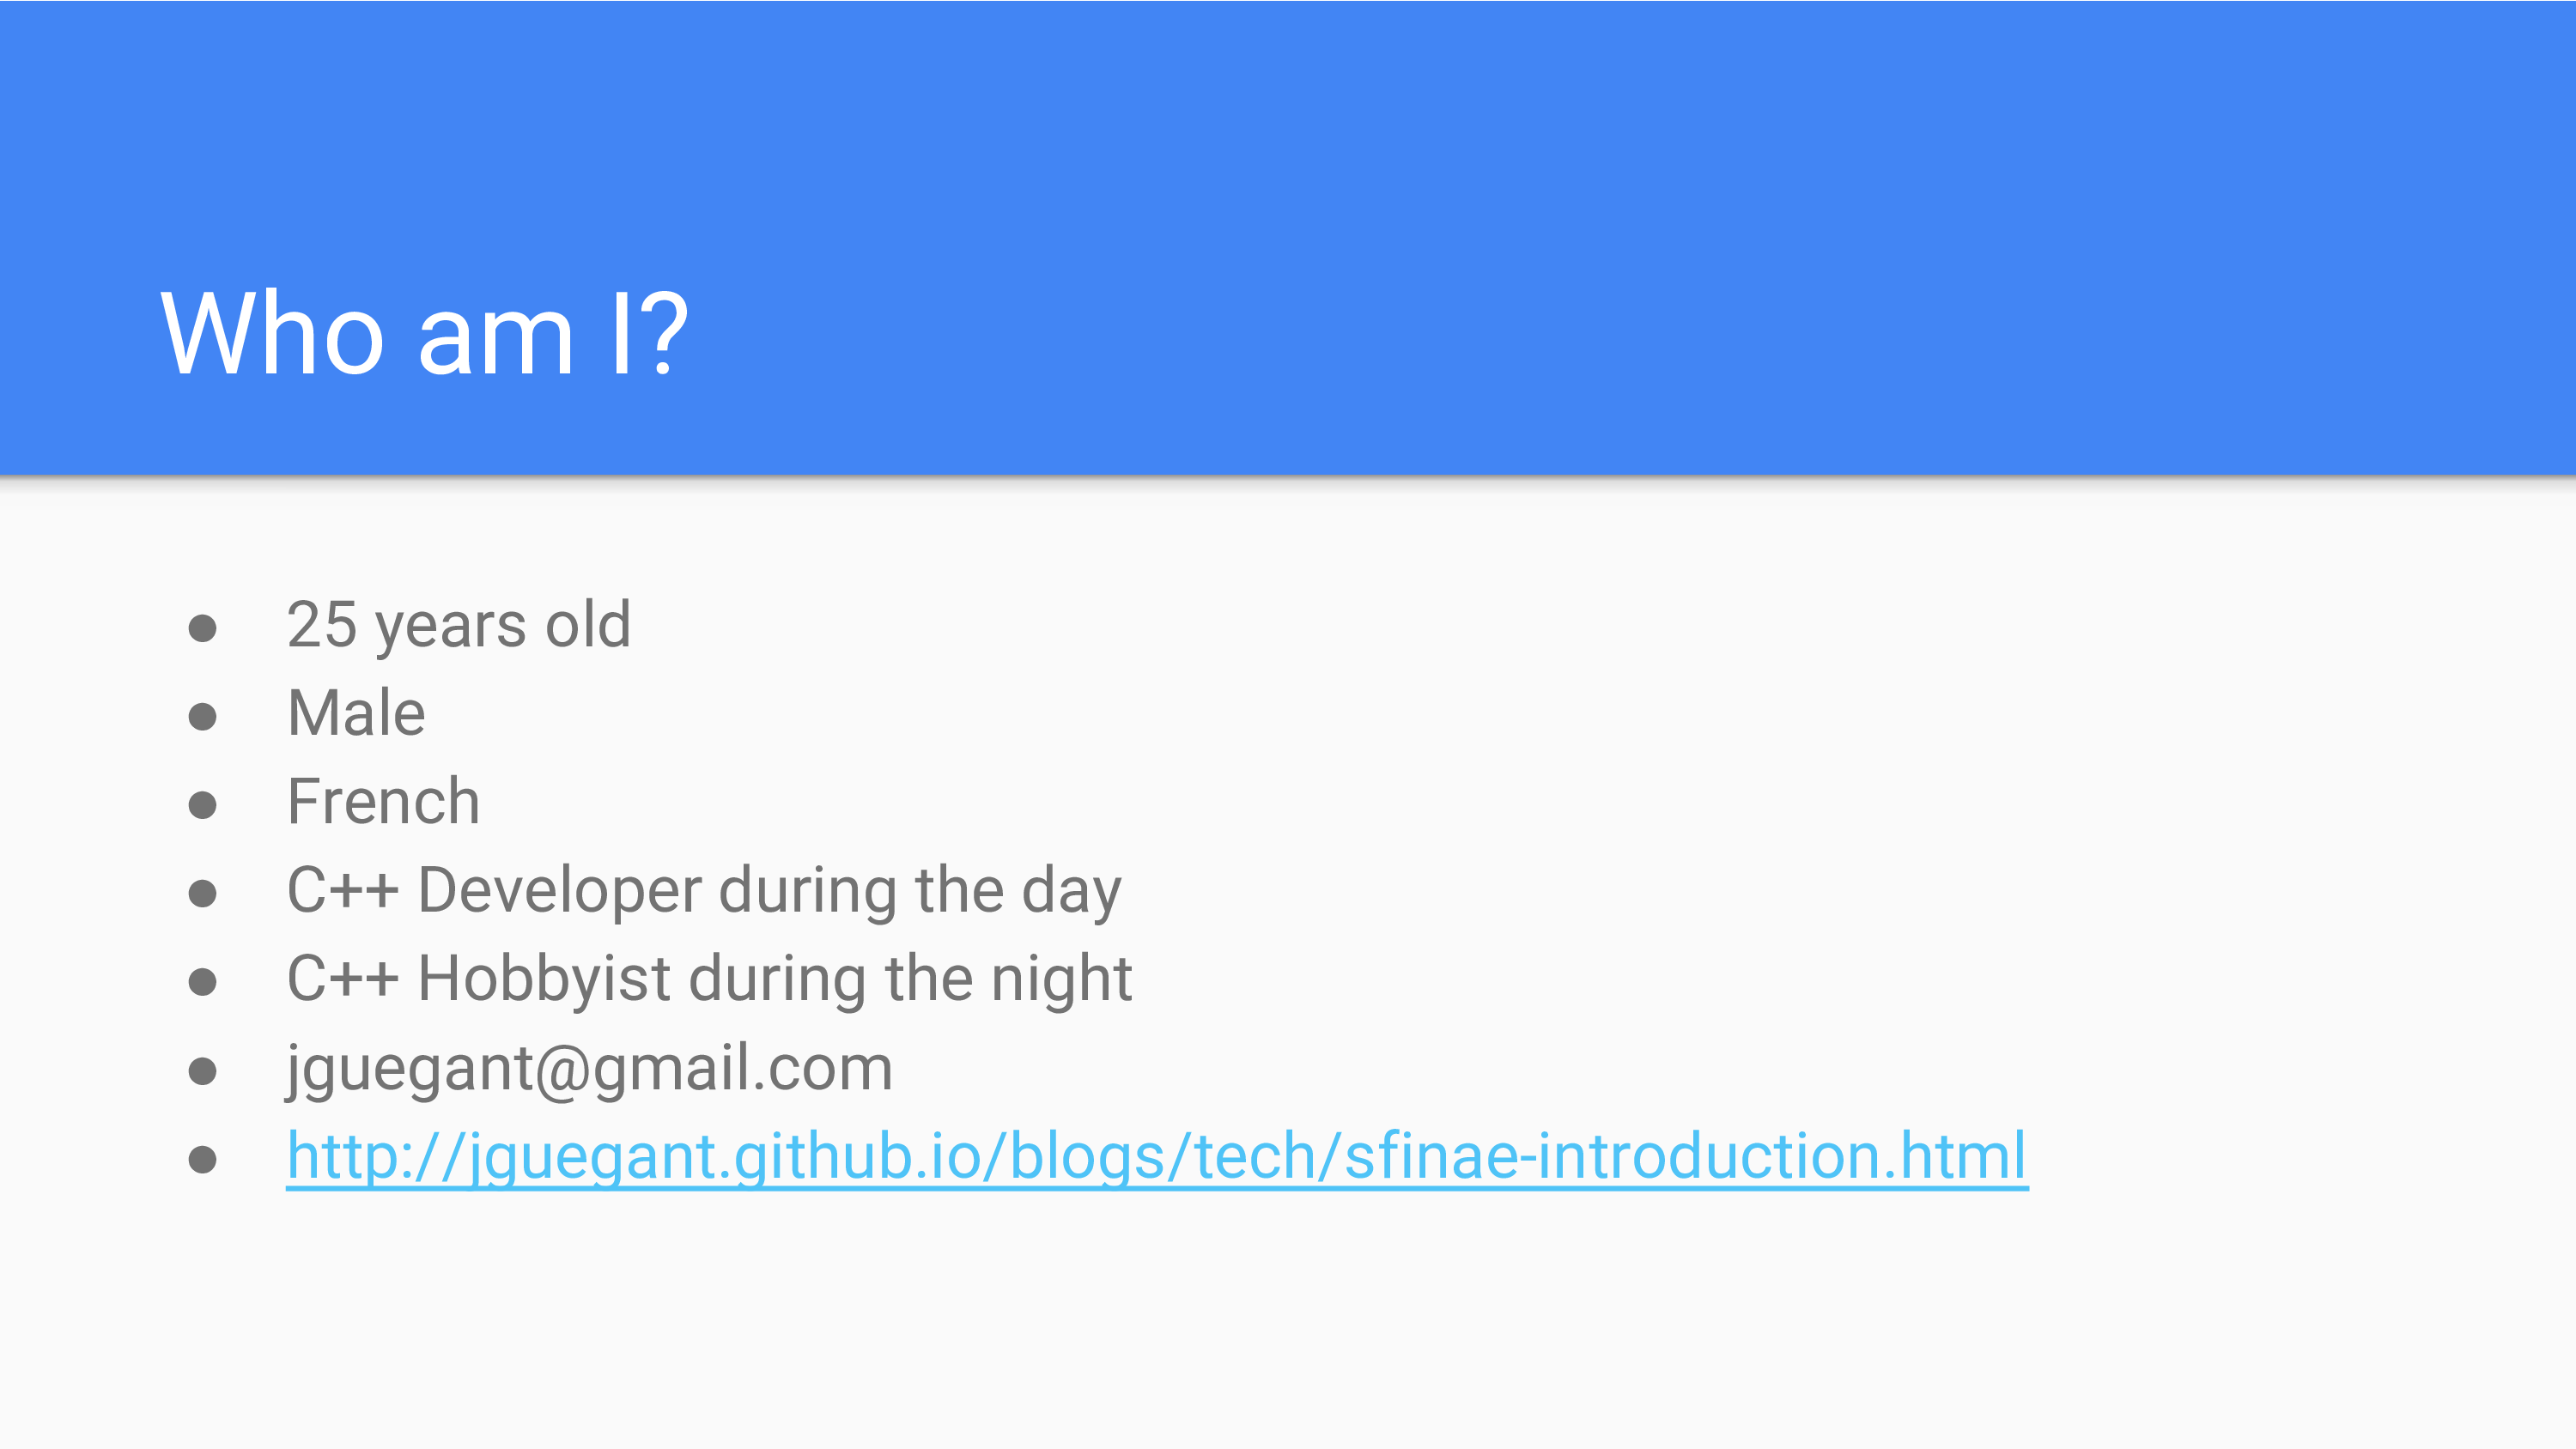 Who am I?
● 25 years old
● Male
● French
● C++ Developer during the day
● C++ Hobbyist during the night
● jguegant@gmail.com
● http://jguegant.github.io/blogs/tech/sfinae-introduction.html